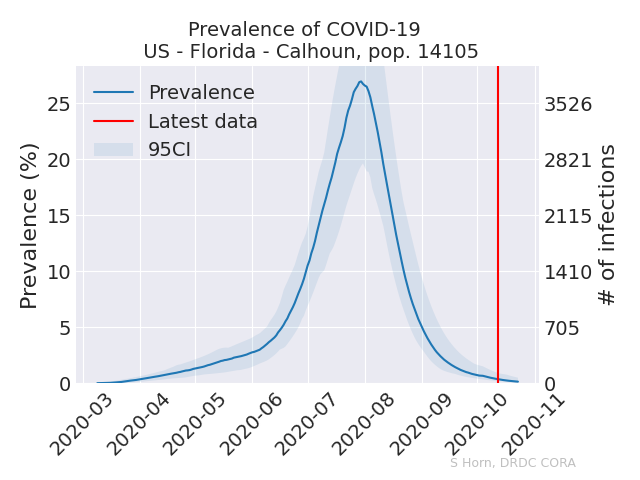 Prevalence of COVID-19
US - Florida - Calhoun, pop. 14105
Prevalence
Latest data
95CI
Prevalence (%)
25
20
15
10
5
0
3526
2821
2115
1410
705
0
# of infections
2020-03
2020-04
2020-05
2020-06
2020-07
2020-08
2020-09
2020-10
2020-11
S Horn, DRDC CORA